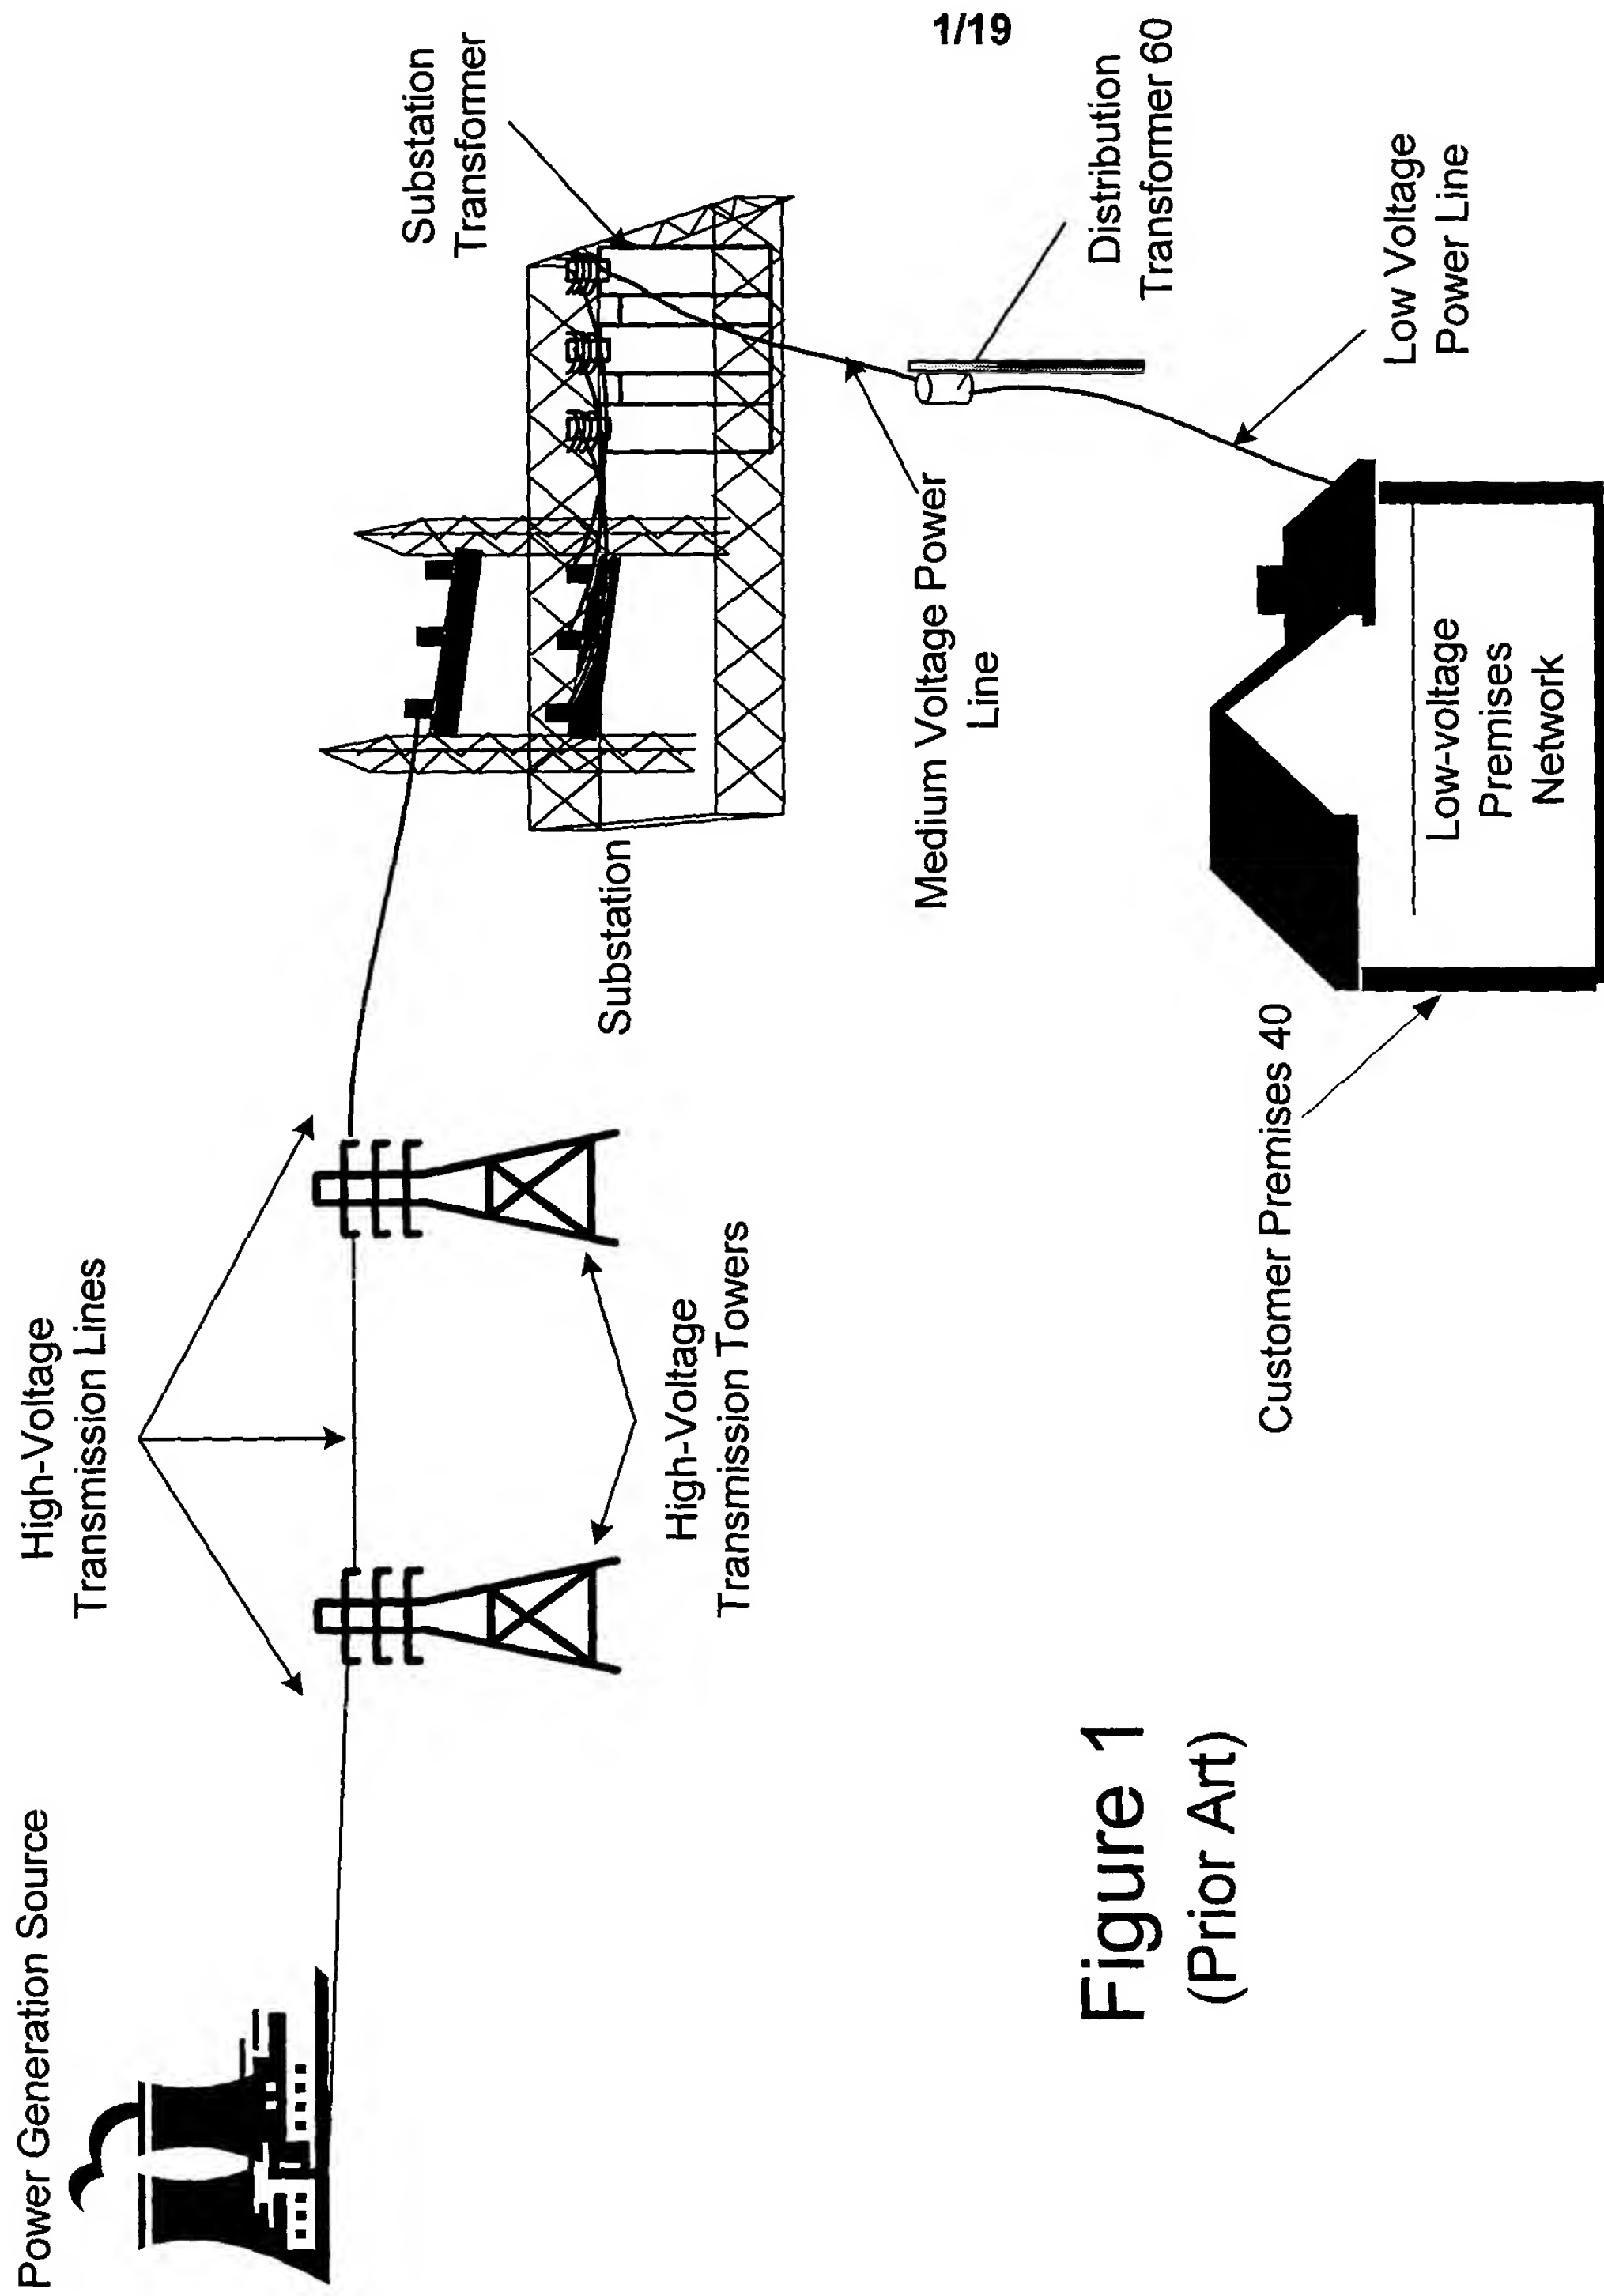 1/19
Power Generation Source
High-Voltage
Transmission Lines
High-Voltage
Transmission Towers
Substation
Substation
Transformer
Medium Voltage Power
Line
Distribution
Transformer 60
Low Voltage
Power Line
Customer Premises 40
Low-voltage
Premises
Network
Figure 1
(Prior Art)